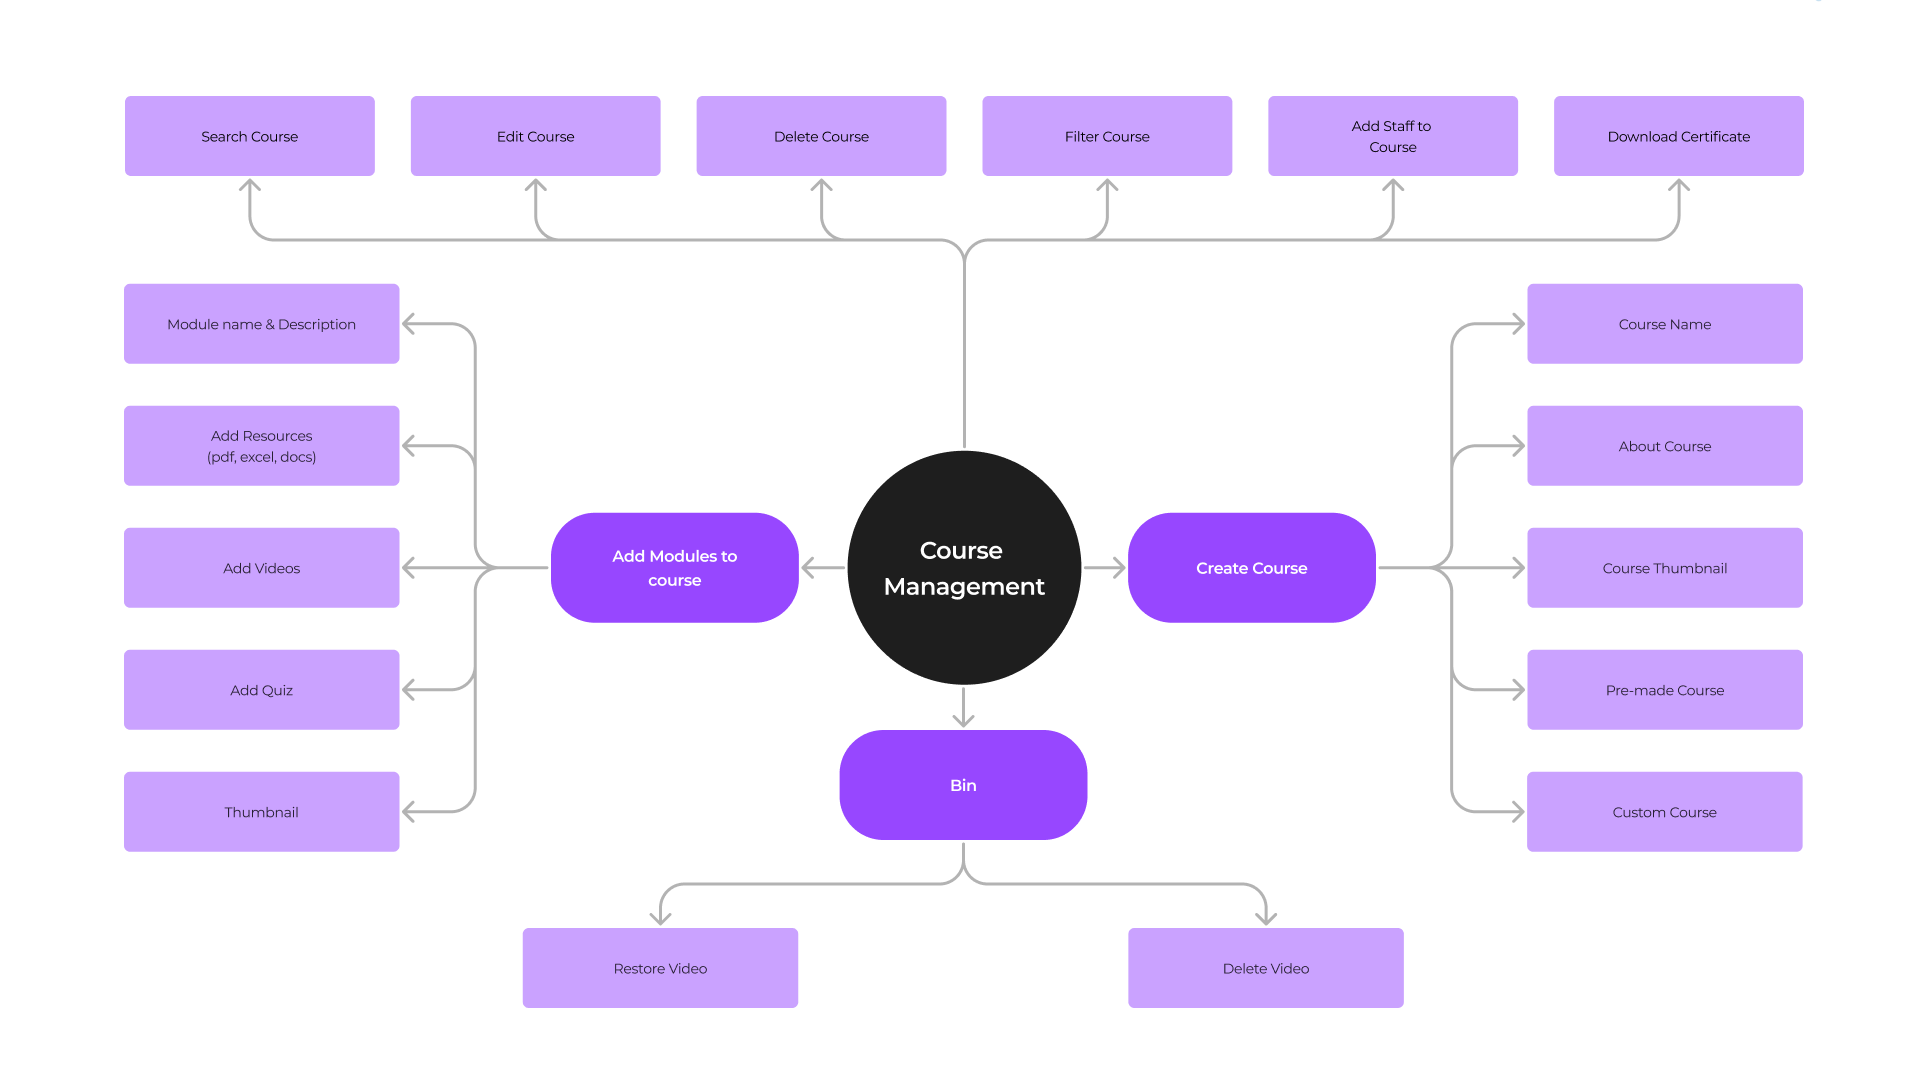 Search Course
Edit Course
Delete Course
Filter Course
Add Staff to
Course
Download Certificate
Module name & Description
Add Resources
(pdf, excel, docs)
Add Videos
Add Quiz
Thumbnail
Add Modules to
course
Course
Management
Create Course
Course Name
About Course
Course Thumbnail
Pre-made Course
Custom Course
Bin
Restore Video
Delete Video